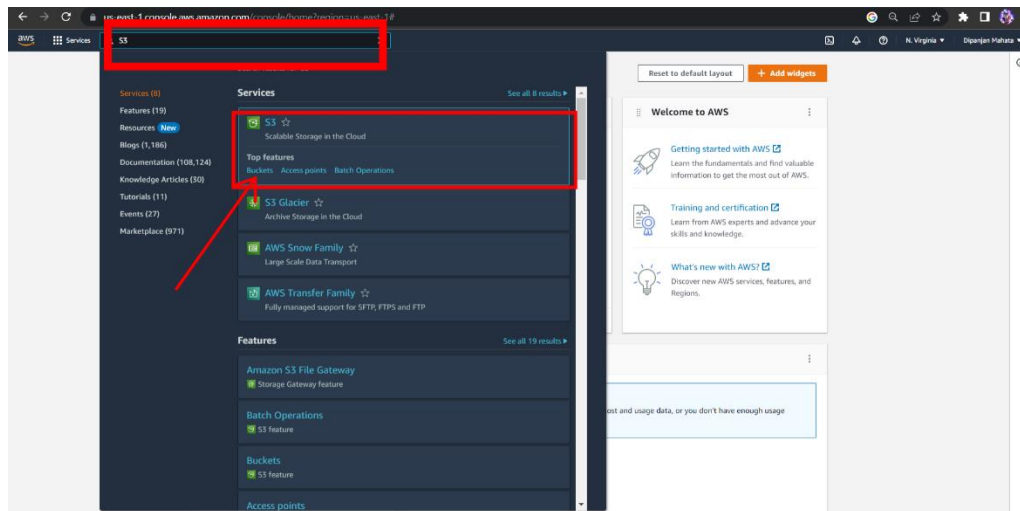 us-east-1.console.aws.amazon.com/console/home?region=us-east-1#
aws
Services
S3
N. Virginia
Dipanjan Mahata
Reset to default layout
+ Add widgets
Services (8)
Features (19)
Resources New
Blogs (1,186)
Documentation (108,124)
Knowledge Articles (30)
Tutorials (11)
Events (27)
Marketplace (971)
Services
See all 8 results
S3
Scalable Storage in the Cloud
Top features
Buckets Access points Batch Operations
S3 Glacier
Archive Storage in the Cloud
AWS Snow Family
Large Scale Data Transport
AWS Transfer Family
Fully managed support for SFTP, FTPS and FTP
Features
See all 19 results
Amazon S3 File Gateway
Storage Gateway feature
Batch Operations
S3 feature
Buckets
S3 feature
Access points
Welcome to AWS
Getting started with AWS
Learn the fundamentals and find valuable
information to get the most out of AWS.
Training and certification
Learn from AWS experts and advance your
skills and knowledge.
What's new with AWS?
Discover new AWS services, features, and
Regions.
and usage data, or you don't have enough usage